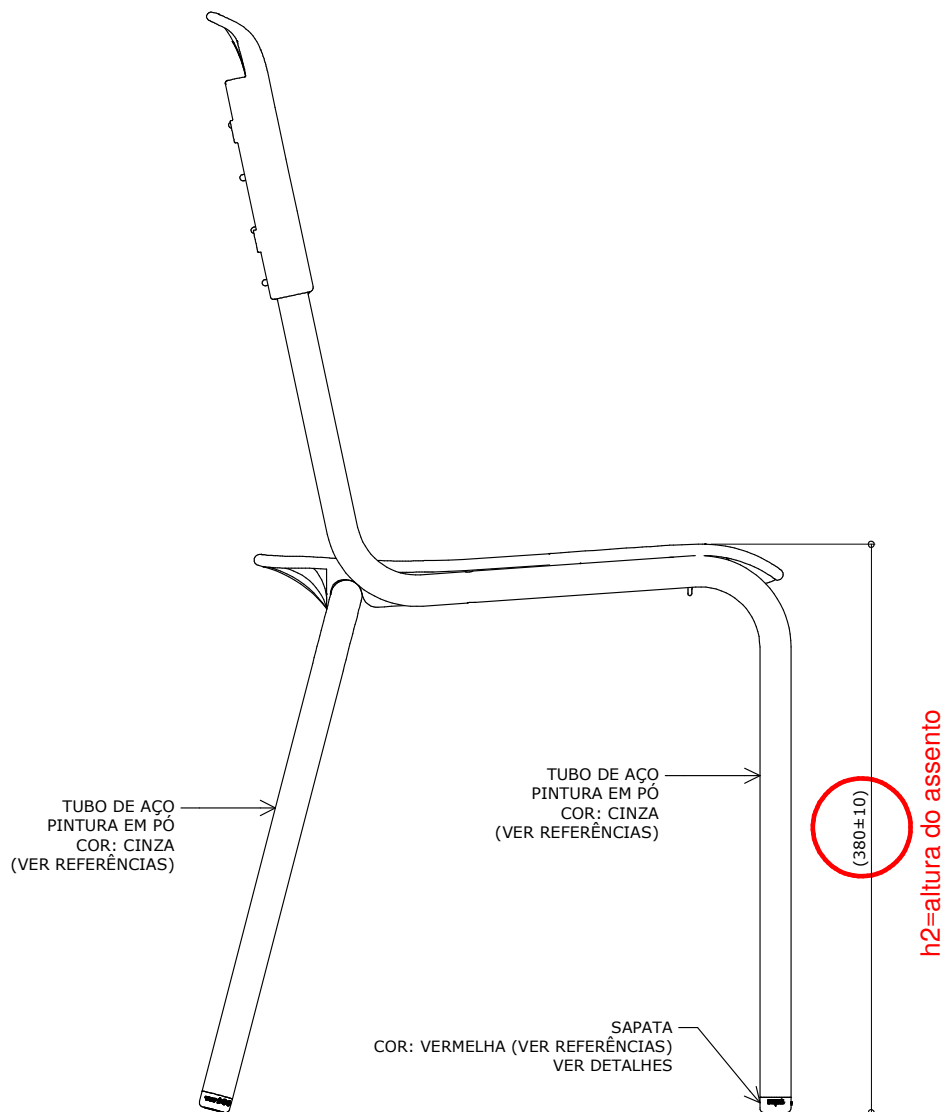 TUBO DE AÇO
PINTURA EM PÓ
COR: CINZA
(VER REFERÊNCIAS)
TUBO DE AÇO
PINTURA EM PÓ
COR: CINZA
(VER REFERÊNCIAS)
(380±10)
h2=altura do assento
SAPATA
COR: VERMELHA (VER REFERÊNCIAS)
VER DETALHES